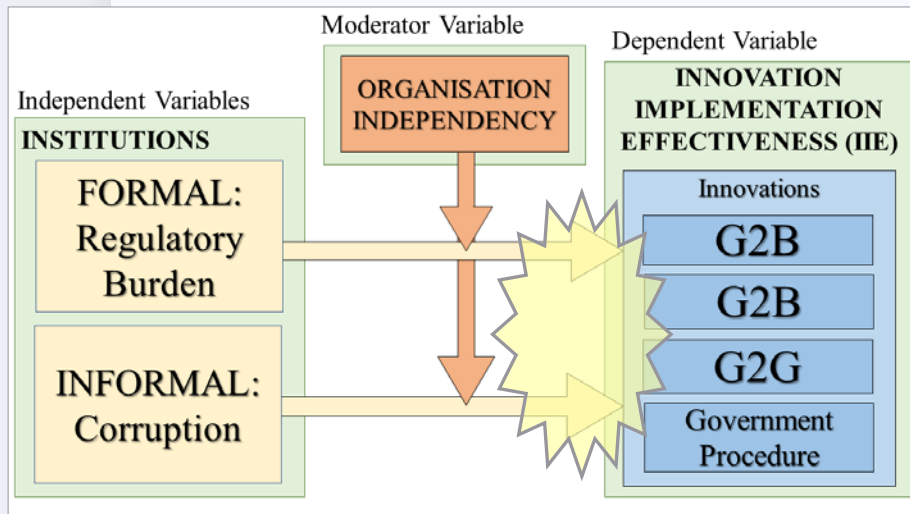 Moderator Variable
ORGANISATION
INDEPENDENCY
Independent Variables
INSTITUTIONS
FORMAL:
Regulatory
Burden
INFORMAL:
Corruption
Dependent Variable
INNOVATION
IMPLEMENTATION
EFFECTIVENESS (IIE)
Innovations
G2B
G2B
G2G
Government
Procedure